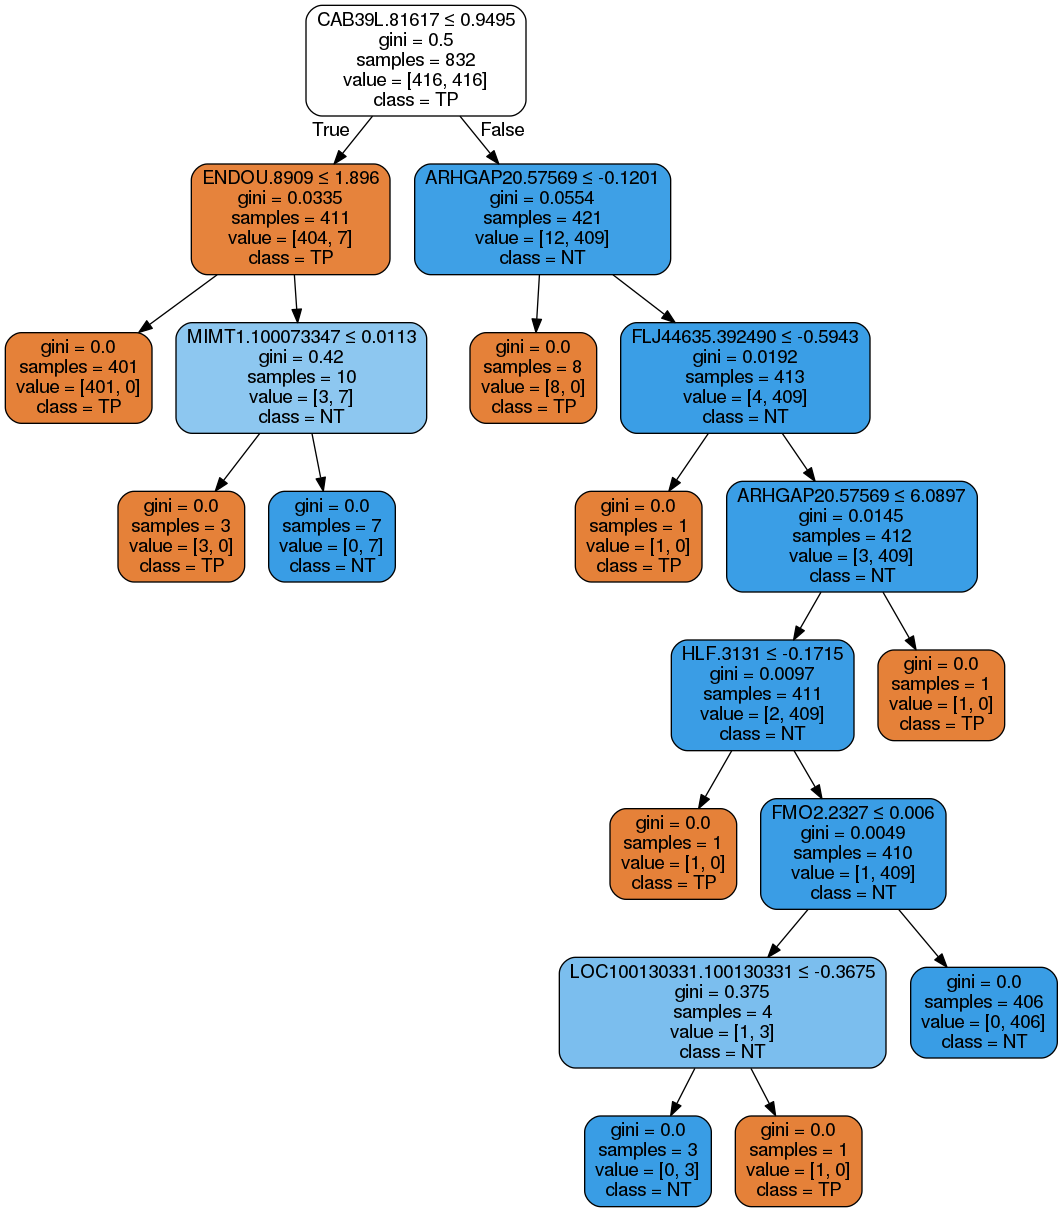 CAB39L.81617 ≤ 0.9495
gini = 0.5
samples = 832
value = [416, 416]
class = TP
True
False
ENDOU.8909 ≤ 1.896
gini = 0.0335
samples = 411
value = [404, 7]
class = TP
ARHGAP20.57569 ≤ -0.1201
gini = 0.0554
samples = 421
value = [12, 409]
class = NT
gini = 0.0
samples = 401
value = [401, 0]
class = TP
MIMT1.100073347 ≤ 0.0113
gini = 0.42
samples = 10
value = [3, 7]
class = NT
gini = 0.0
samples = 8
value = [8, 0]
class = TP
FLJ44635.392490 ≤ -0.5943
gini = 0.0192
samples = 413
value = [4, 409]
class = NT
gini = 0.0
samples = 3
value = [3, 0]
class = TP
gini = 0.0
samples = 7
value = [0, 7]
class = NT
gini = 0.0
samples = 1
value = [1, 0]
class = TP
ARHGAP20.57569 ≤ 6.0897
gini = 0.0145
samples = 412
value = [3, 409]
class = NT
HLF.3131 ≤ -0.1715
gini = 0.0097
samples = 411
value = [2, 409]
class = NT
gini = 0.0
samples = 1
value = [1, 0]
class = TP
gini = 0.0
samples = 1
value = [1, 0]
class = TP
FMO2.2327 ≤ 0.006
gini = 0.0049
samples = 410
value = [1, 409]
class = NT
LOC100130331.100130331 ≤ -0.3675
gini = 0.375
samples = 4
value = [1, 3]
class = NT
gini = 0.0
samples = 406
value = [0, 406]
class = NT
gini = 0.0
samples = 3
value = [0, 3]
class = NT
gini = 0.0
samples = 1
value = [1, 0]
class = TP